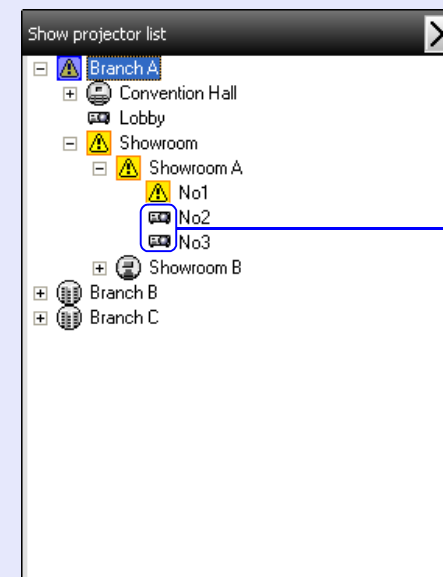 Show projector list
Branch A
Convention Hall
Lobby
Showroom
Showroom A
No1
No2
No3
Showroom B
Branch B
Branch C